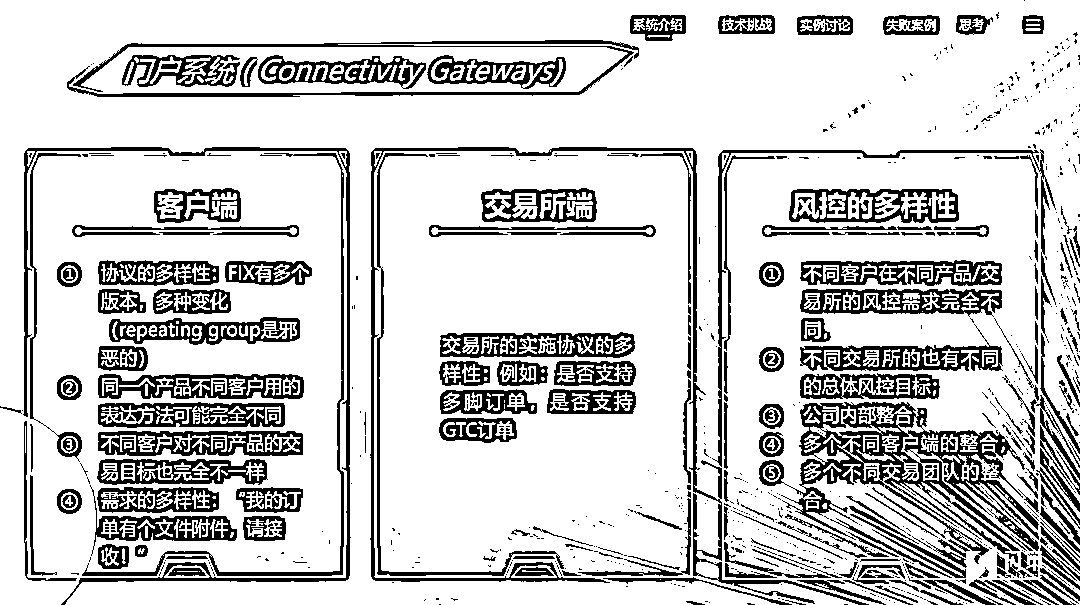 系统介绍 技术挑战 实例讨论 失败案例 思考
门户系统 ( Connectivity Gateways)
客户端
① 协议的多样性：FIX有多个
版本，多种变化
（repeating group是邪
恶的）
② 同一个产品不同客户用的
表达方法可能完全不同
③ 不同客户对不同产品的交
易目标也完全不一样
④ 需求的多样性：“我的订
单有个文件附件，请接
收！”
交易所端
交易所的实施协议的多
样性：例如：是否支持
多脚订单，是否支持
GTC订单
风控的多样性
① 不同客户在不同产品/交
易所的风控需求完全不
同，
② 不同交易所的也有不同
的总体风控目标；
③ 公司内部整合；
④ 多个不同客户端的整合；
⑤ 多个不同交易团队的整
合，